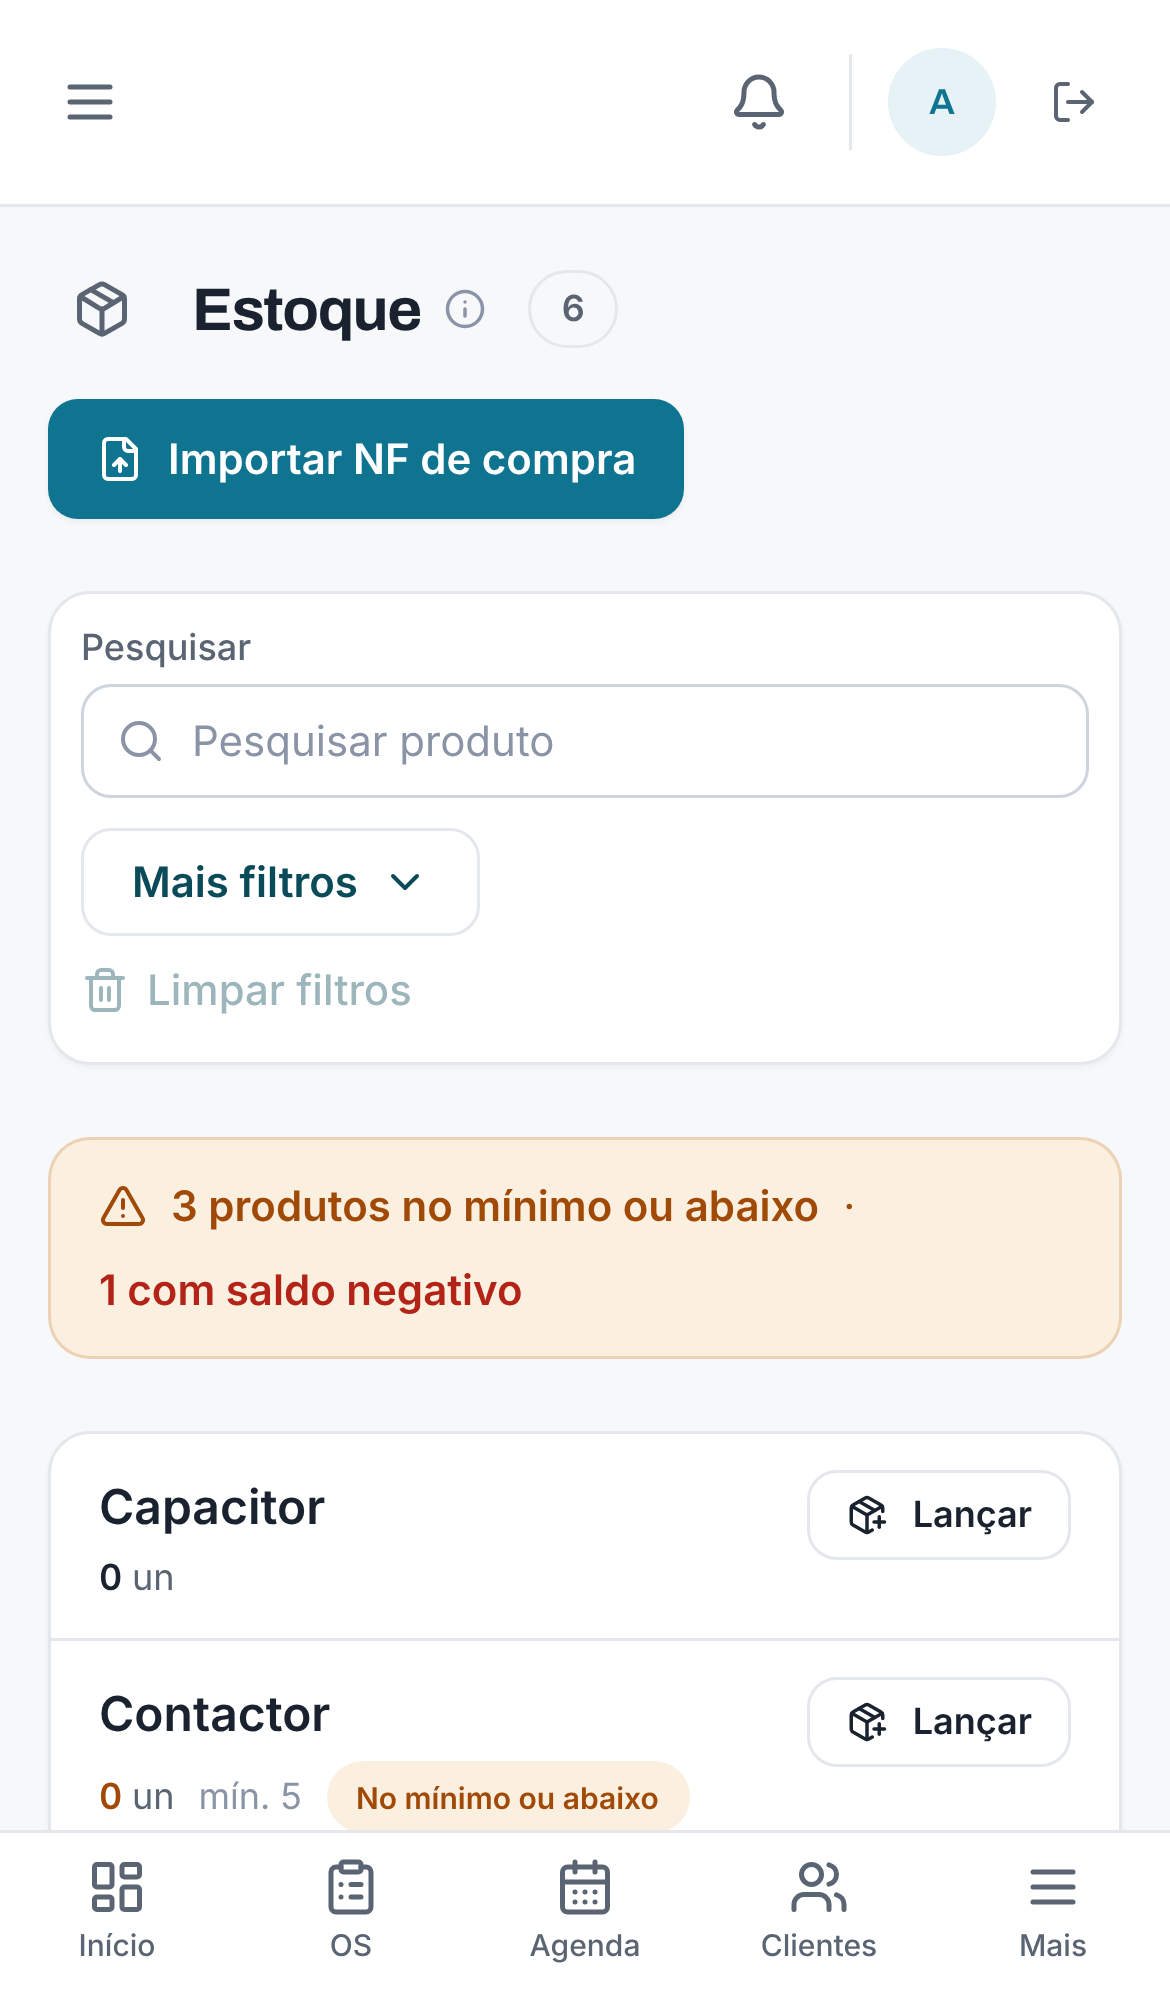 A
Estoque 6
Importar NF de compra
Pesquisar
Pesquisar produto
Mais filtros
Limpar filtros
3 produtos no mínimo ou abaixo ·
1 com saldo negativo
Capacitor
Lançar
0 un
Contactor
Lançar
0 un mín. 5 No mínimo ou abaixo
Início OS Agenda Clientes Mais